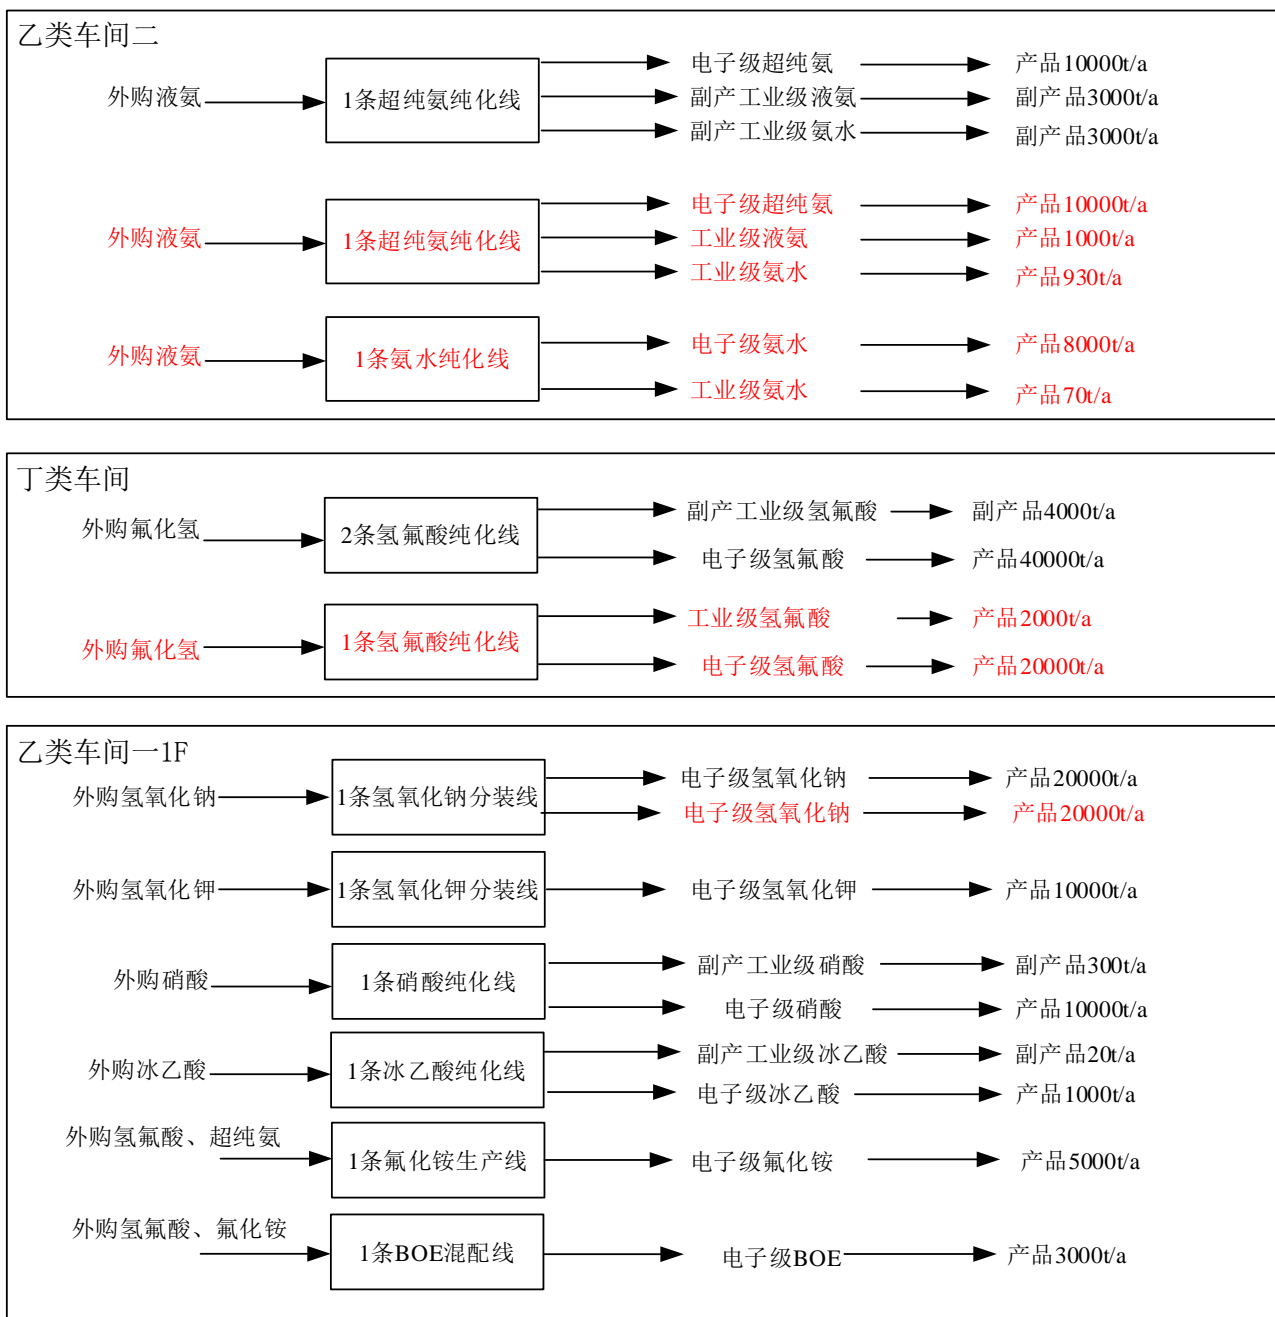 乙类车间二
外购液氨
1条超纯氨纯化线
电子级超纯氨
产品10000t/a
副产工业级液氨
副产品3000t/a
副产工业级氨水
副产品3000t/a
外购液氨
1条超纯氨纯化线
电子级超纯氨
产品10000t/a
工业级液氨
产品1000t/a
工业级氨水
产品930t/a
外购液氨
1条氨水纯化线
电子级氨水
产品8000t/a
工业级氨水
产品70t/a
丁类车间
外购氟化氢
2条氢氟酸纯化线
副产工业级氢氟酸
副产品4000t/a
电子级氢氟酸
产品40000t/a
外购氟化氢
1条氢氟酸纯化线
工业级氢氟酸
产品2000t/a
电子级氢氟酸
产品20000t/a
乙类车间一1F
外购氢氧化钠
1条氢氧化钠分装线
电子级氢氧化钠
产品20000t/a
电子级氢氧化钠
产品20000t/a
外购氢氧化钾
1条氢氧化钾分装线
电子级氢氧化钾
产品10000t/a
外购硝酸
1条硝酸纯化线
副产工业级硝酸
副产品300t/a
电子级硝酸
产品10000t/a
外购冰乙酸
1条冰乙酸纯化线
副产工业级冰乙酸
副产品20t/a
电子级冰乙酸
产品1000t/a
外购氢氟酸、超纯氨
1条氟化铵生产线
电子级氟化铵
产品5000t/a
外购氢氟酸、氟化铵
1条BOE混配线
电子级BOE
产品3000t/a